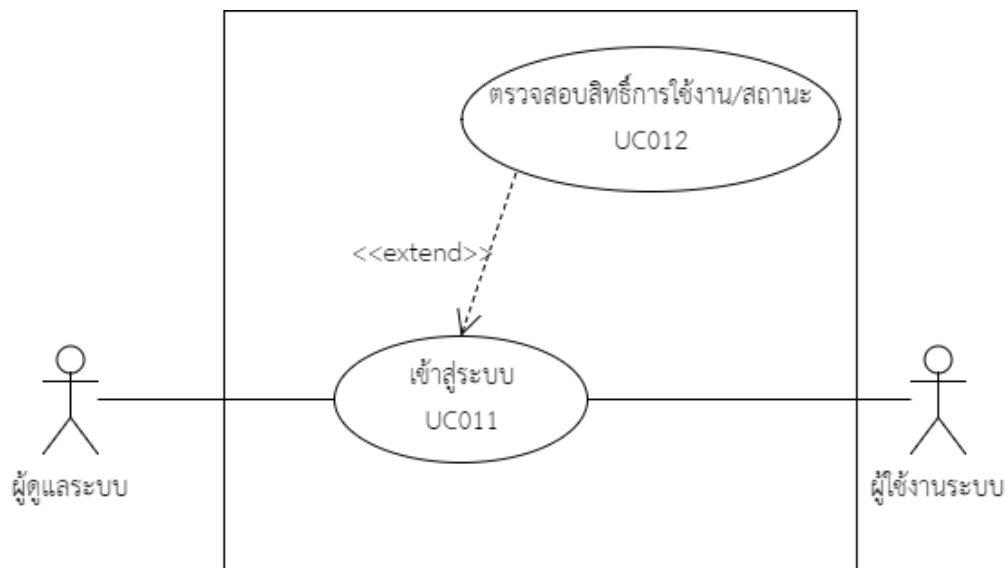 ตรวจสอบสิทธิ์การใช้งาน/สถานะ
UC012
<<extend>>
เข้าสู่ระบบ
UC011
ผู้ดูแลระบบ
ผู้ใช้งานระบบ